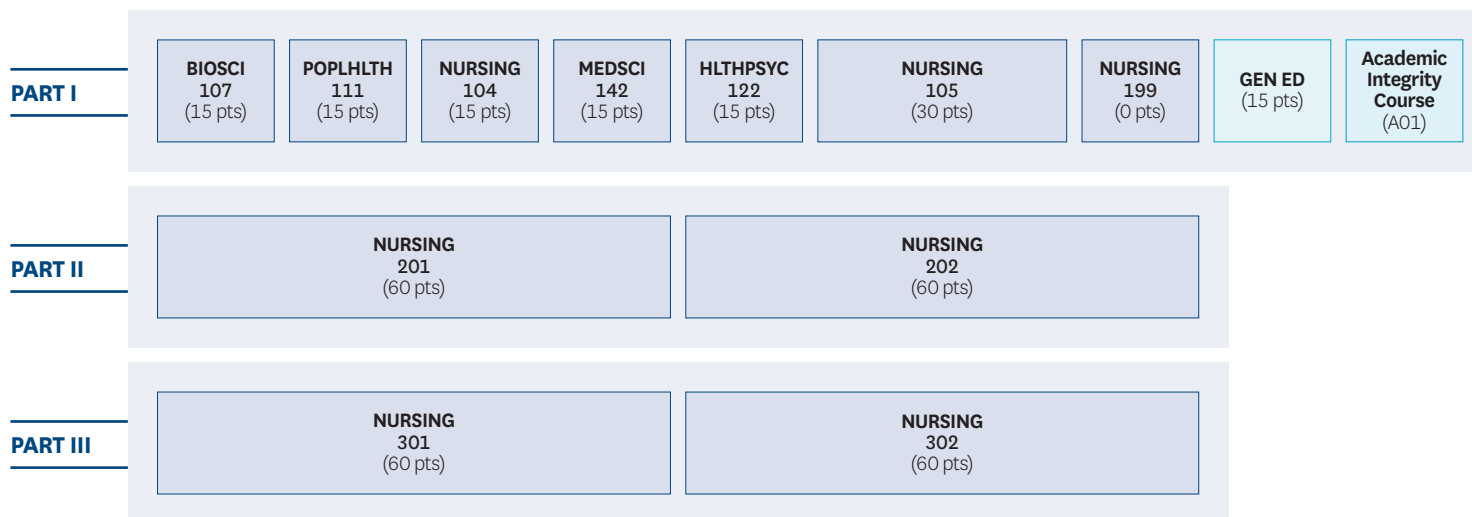 PART I
BIOSCI
107
(15 pts)
POPLHLTH
111
(15 pts)
NURSING
104
(15 pts)
MEDSCI
142
(15 pts)
HLTHPSYC
122
(15 pts)
NURSING
105
(30 pts)
NURSING
199
(0 pts)
GEN ED
(15 pts)
Academic
Integrity
Course
(A01)
PART II
NURSING
201
(60 pts)
NURSING
202
(60 pts)
PART III
NURSING
301
(60 pts)
NURSING
302
(60 pts)